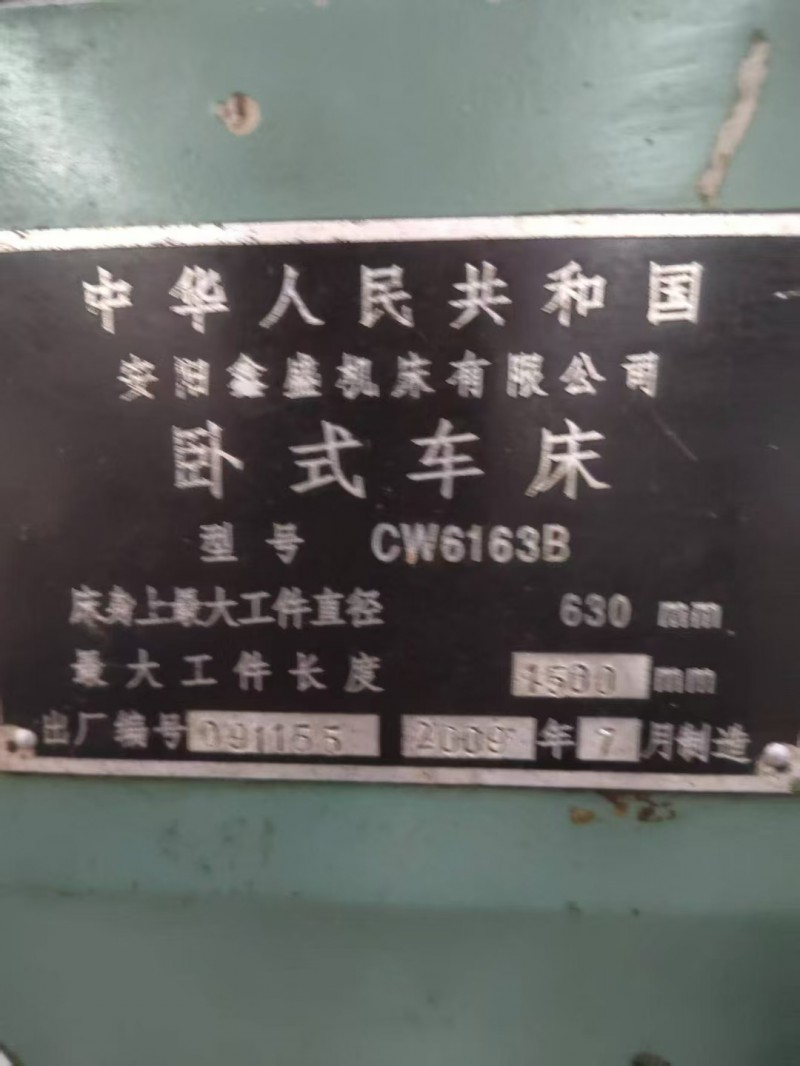 中华人民共和国
安阳鑫盛机床有限公司
卧式车床
型号 CW6163B
床身上最大工件直径 630 mm
最大工件长度 1500 mm
出厂编号 091155 2009 年 7 月制造